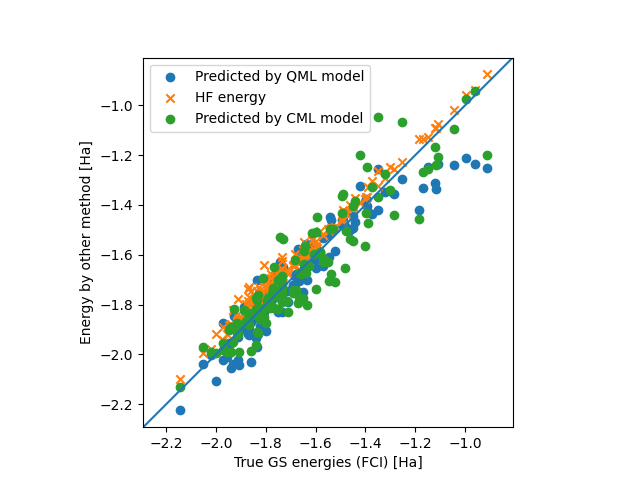 Predicted by QML model
HF energy
Predicted by CML model
Energy by other method [Ha]
−1.0
−1.2
−1.4
−1.6
−1.8
−2.0
−2.2
−2.2
−2.0
−1.8
−1.6
−1.4
−1.2
−1.0
True GS energies (FCI) [Ha]